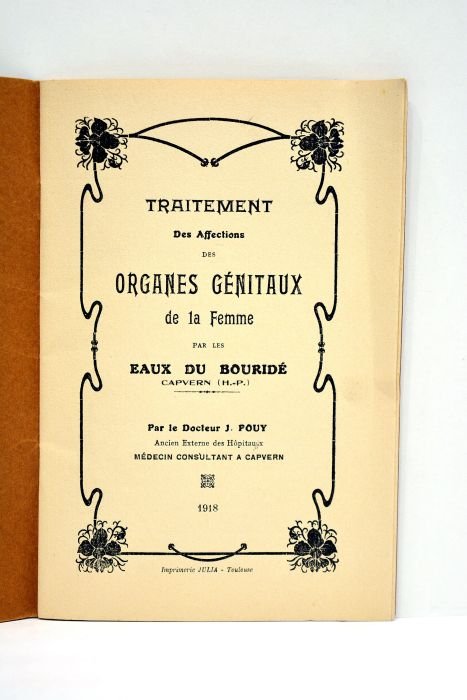 TRAITEMENT
Des Affections
DES
ORGANES GÉNITAUX
de la Femme
PAR LES
EAUX DU BOURIDÉ
CAPVERN (H.-P.)
Par le Docteur J. POUY
Ancien Externe des Hôpitaux
MÉDECIN CONSULTANT A CAPVERN
1918
Imprimerie JULIA - Toulouse